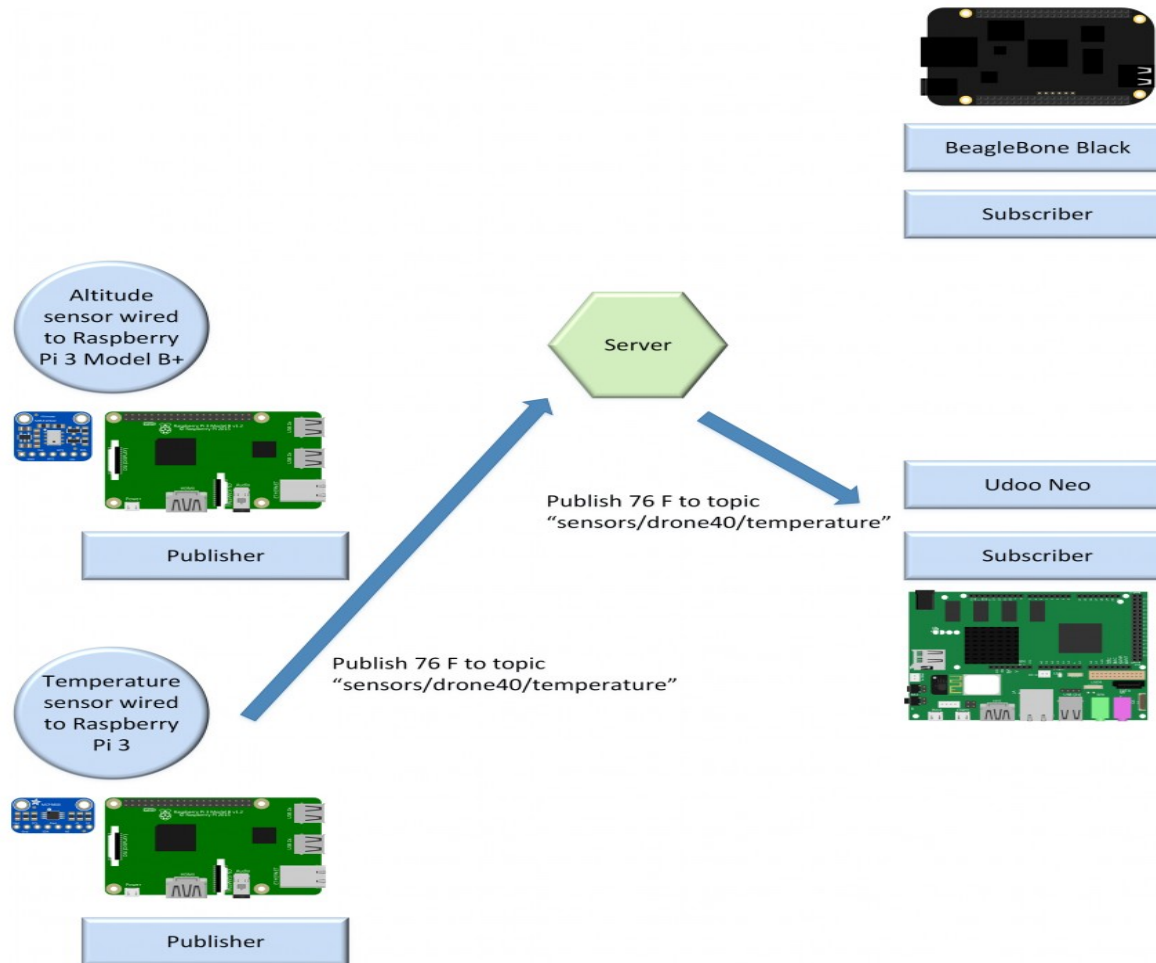 BeagleBone Black
Subscriber
Altitude
sensor wired
to Raspberry
Pi 3 Model B+
Server
Publisher
Publish 76 F to topic
“sensors/drone40/temperature”
Udoo Neo
Subscriber
Temperature
sensor wired
to Raspberry
Pi 3
Publish 76 F to topic
“sensors/drone40/temperature”
Publisher